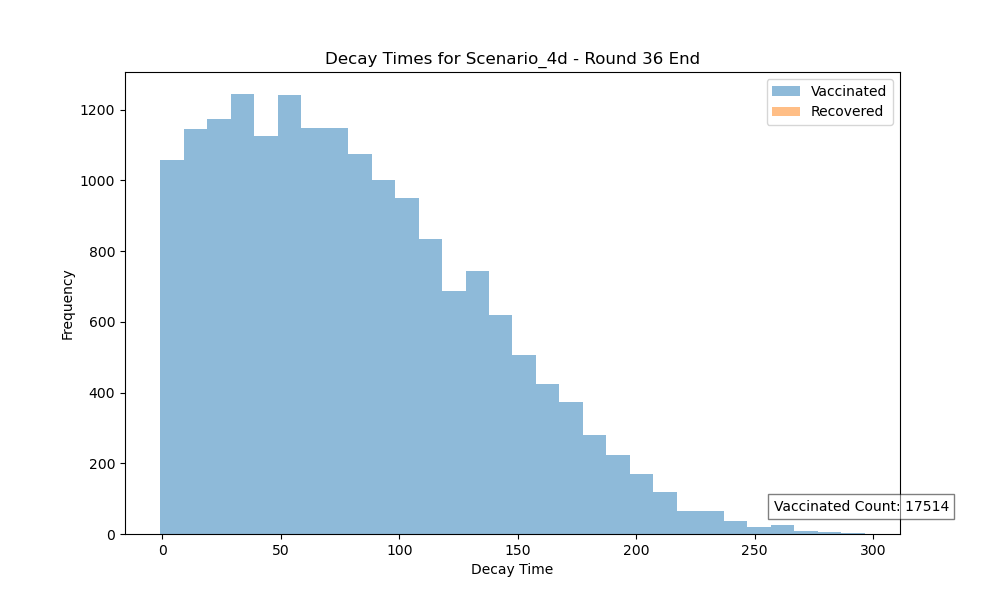 Decay Times for Scenario_4d - Round 36 End
Vaccinated
Recovered
Frequency
1200
1000
800
600
400
200
0
Vaccinated Count: 17514
0 50 100 150 200 250 300
Decay Time